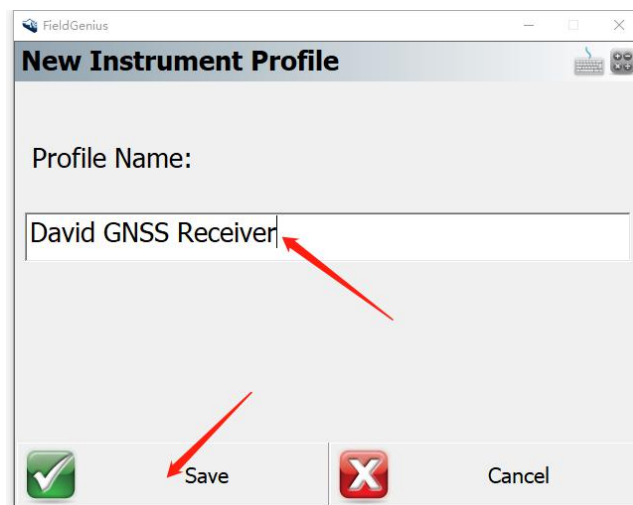 FieldGenius
New Instrument Profile
Profile Name:
David GNSS Receiver
Save
Cancel